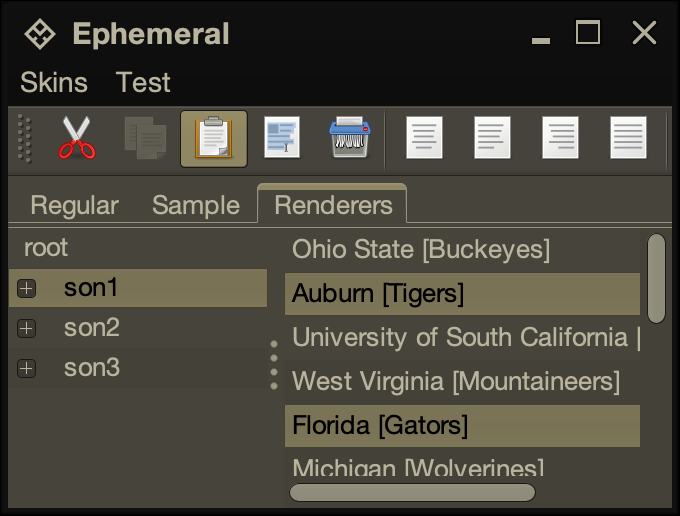 Ephemeral
Skins Test
Regular Sample Renderers
root
son1
son2
son3
Ohio State [Buckeyes]
Auburn [Tigers]
University of South California [
West Virginia [Mountaineers]
Florida [Gators]
Michigan [Wolverines]